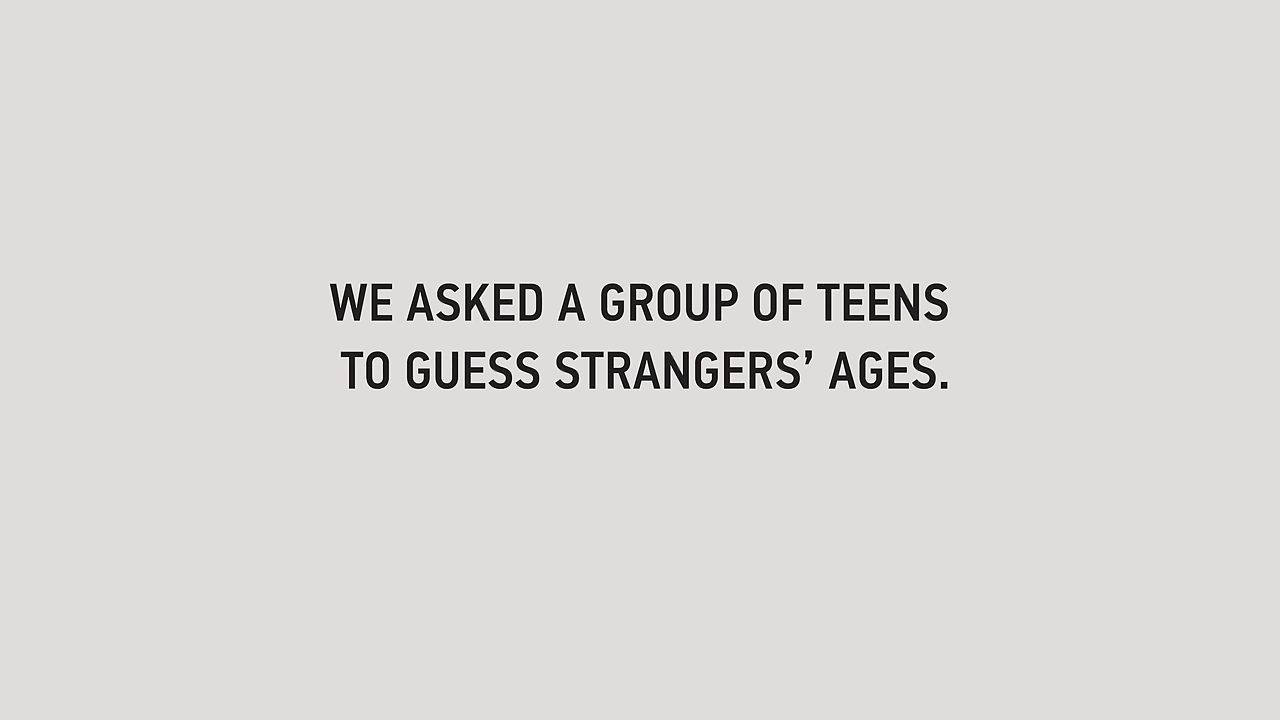 WE ASKED A GROUP OF TEENS
TO GUESS STRANGERS’ AGES.